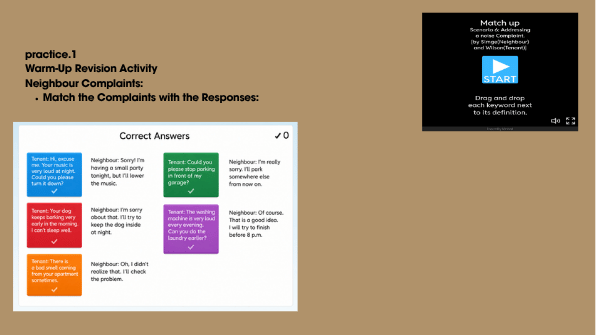 practice.1
Warm-Up Revision Activity
Neighbour Complaints:
• Match the Complaints with the Responses:
Match up
Scenario 4: Addressing
a noise Complaint.
(by Simge(Neighbour)
and Wilson(Tenant))
START
Drag and drop
each keyword next
to its definition.
Correct Answers
✓ 0
Tenant: Hi, excuse
me. Your music is
very loud at night.
Could you please
turn it down?
Neighbour: Sorry! I'm
having a small party
tonight, but I'll lower
the music.
Tenant: Could you
please stop parking
in front of my
garage?
Neighbour: I'm really
sorry. I'll park
somewhere else
from now on.
Tenant: Your dog
keeps barking very
early in the morning.
I can't sleep well.
Neighbour: I'm sorry
about that. I'll try to
keep the dog inside
at night.
Tenant: The washing
machine is very loud
every evening.
Can you do the
laundry earlier?
Neighbour: Of course.
That is a good idea.
I will try to finish
before 8 p.m.
Tenant: There is
a bad smell coming
from your apartment
sometimes.
Neighbour: Oh, I didn't
realize that. I'll check
the problem.